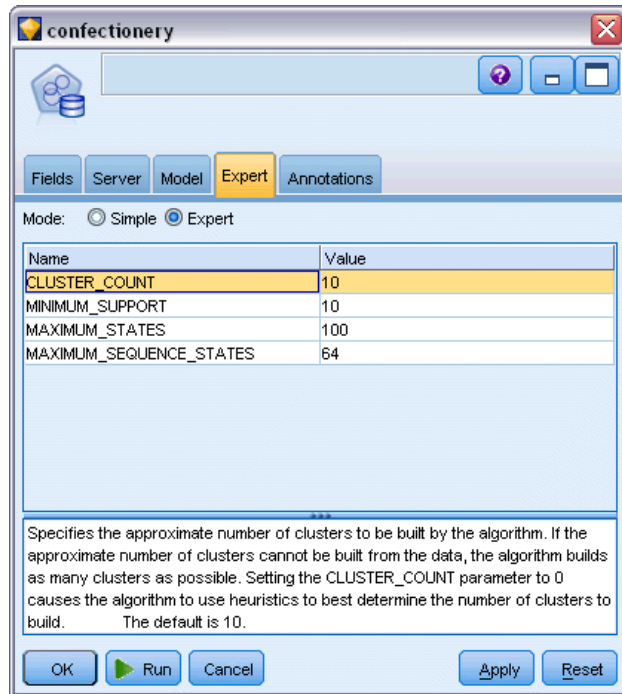 confectionery
Fields Server Model Expert Annotations
Mode: Simple Expert
Name Value
CLUSTER_COUNT 10
MINIMUM_SUPPORT 10
MAXIMUM_STATES 100
MAXIMUM_SEQUENCE_STATES 64
Specifies the approximate number of clusters to be built by the algorithm. If the
approximate number of clusters cannot be built from the data, the algorithm builds
as many clusters as possible. Setting the CLUSTER_COUNT parameter to 0
causes the algorithm to use heuristics to best determine the number of clusters to
build. The default is 10.
OK Run Cancel Apply Reset